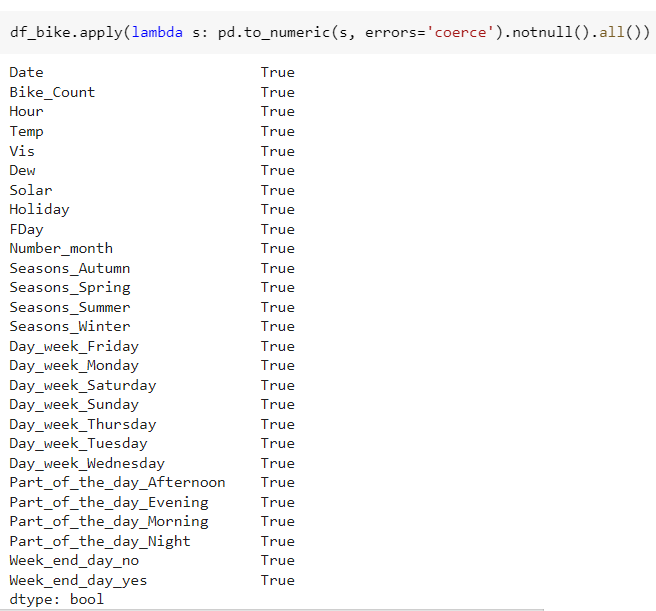 df_bike.apply(lambda s: pd.to_numeric(s, errors='coerce').notnull().all())
Date True
Bike_Count True
Hour True
Temp True
Vis True
Dew True
Solar True
Holiday True
FDay True
Number_month True
Seasons_Autumn True
Seasons_Spring True
Seasons_Summer True
Seasons_Winter True
Day_week_Friday True
Day_week_Monday True
Day_week_Saturday True
Day_week_Sunday True
Day_week_Thursday True
Day_week_Tuesday True
Day_week_Wednesday True
Part_of_the_day_Afternoon True
Part_of_the_day_Evening True
Part_of_the_day_Morning True
Part_of_the_day_Night True
Week_end_day_no True
Week_end_day_yes True
dtype: bool